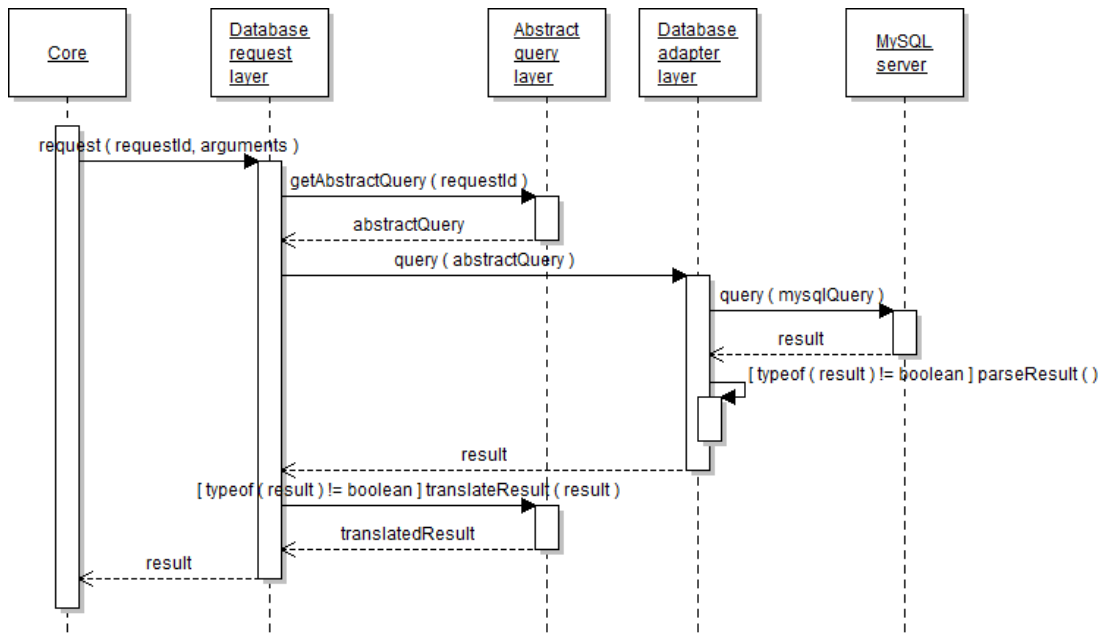 Core
Database
request
layer
Abstract
query
layer
Database
adapter
layer
MySQL
server
request ( requestId, arguments )
getAbstractQuery ( requestId )
abstractQuery
query ( abstractQuery )
query ( mysqlQuery )
result
[ typeof ( result ) != boolean ] parseResult ( )
result
[ typeof ( result ) != boolean ] translateResult ( result )
translatedResult
result